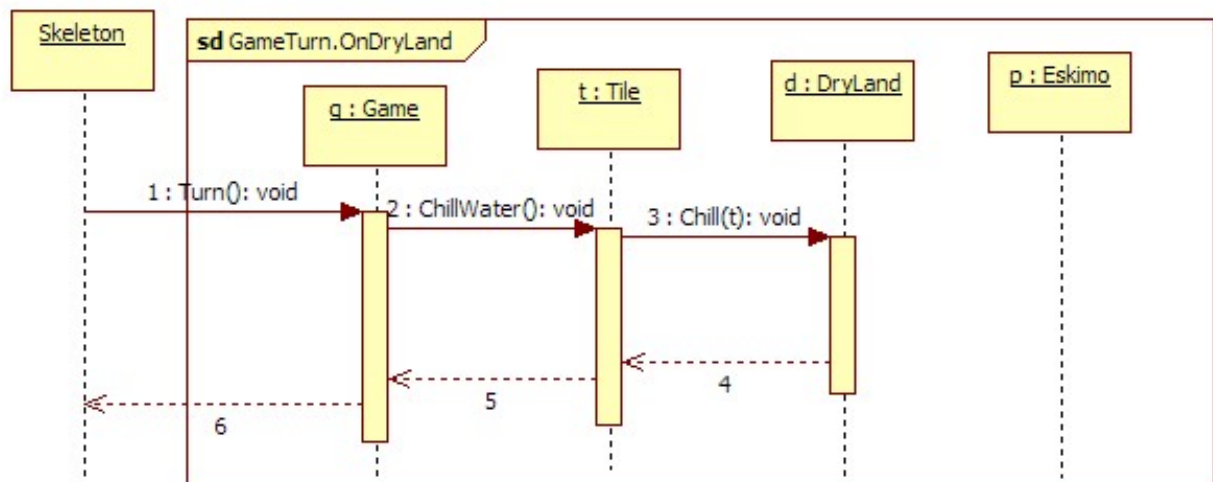 Skeleton
sd GameTurn.OnDryLand
g : Game
t : Tile
d : DryLand
p : Eskimo
1 : Turn(): void
2 : ChillWater(): void
3 : Chill(t): void
4
5
6